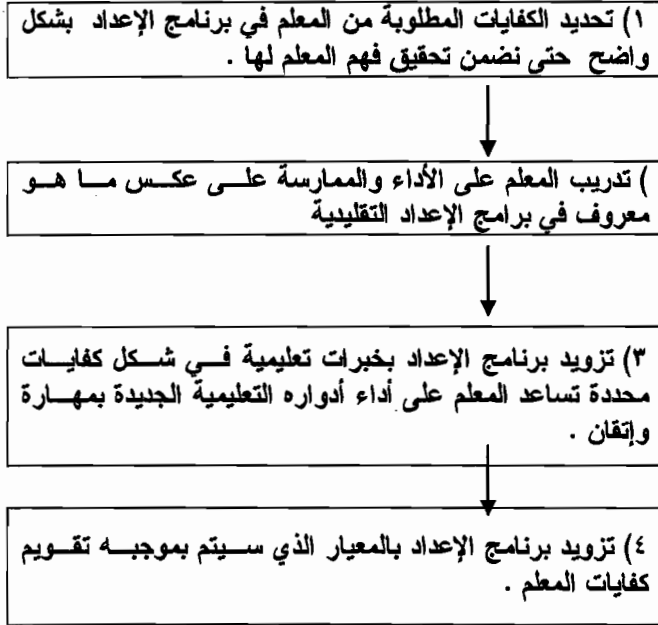 ١) تحديد الكفايات المطلوبة من المعلم في برنامج الإعداد بشكل
واضح حتى نضمن تحقيق فهم المعلم لها .
) تدريب المعلم على الأداء والممارسة على عكس ما هو
معروف في برامج الإعداد التقليدية
٣) تزويد برنامج الإعداد بخبرات تعليمية في شكل كفايات
محددة تساعد المعلم على أداء أدواره التعليمية الجديدة بمهارة
وإتقان .
٤) تزويد برنامج الإعداد بالمعيار الذي سيتم بموجبه تقويم
كفايات المعلم .